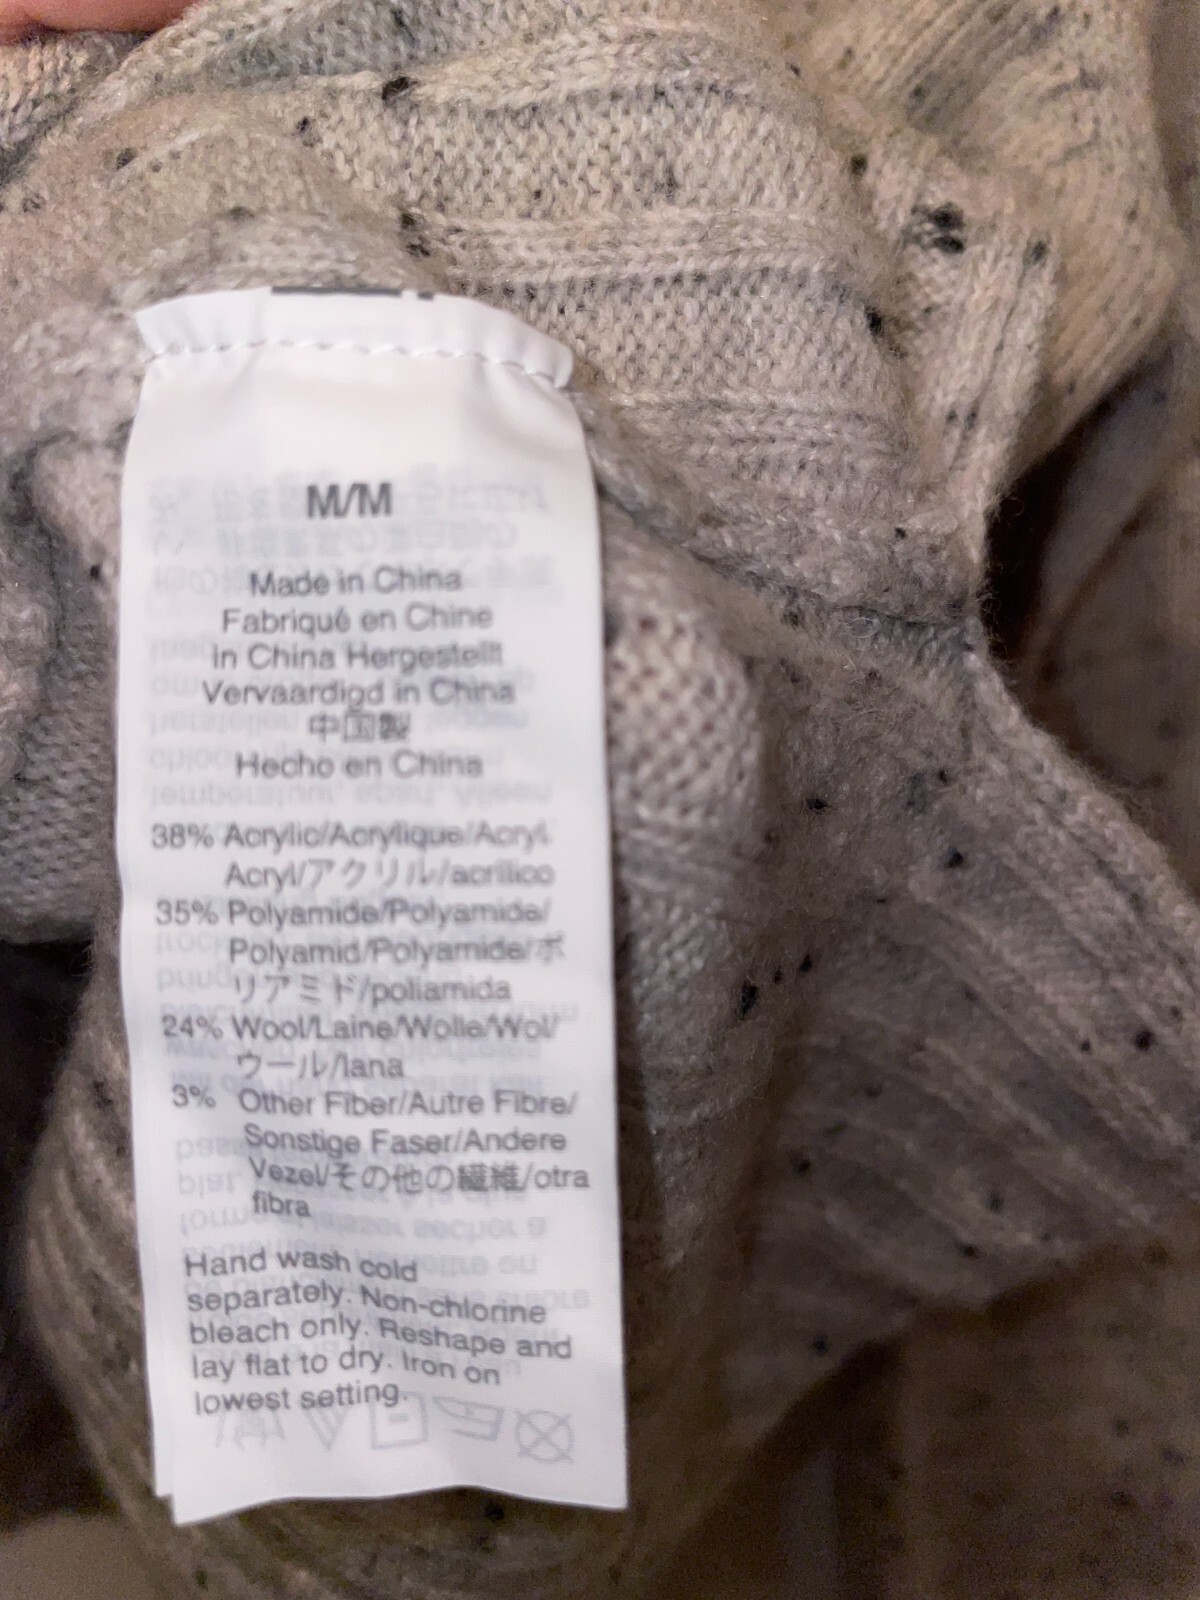 M/M
Made in China
Fabriqué en Chine
in China Hergestellt
Vervaardigd in China
中国製
Hecho en China
38% Acrylic/Acrylique/Acryl
Acryl/アクリル/acrílico
35% Polyamide/Polyamide/
Polyamid/Polyamide/ポ
リアミド/poliamida
24% Wool/Laine/Wolle/Wol/
ウール/lana
3% Other Fiber/Autre Fibre/
Sonstige Faser/Andere
Vezel/その他の繊維/otra
fibra
Hand wash cold
separately. Non-chlorine
bleach only. Reshape and
lay flat to dry. Iron on
lowest setting.